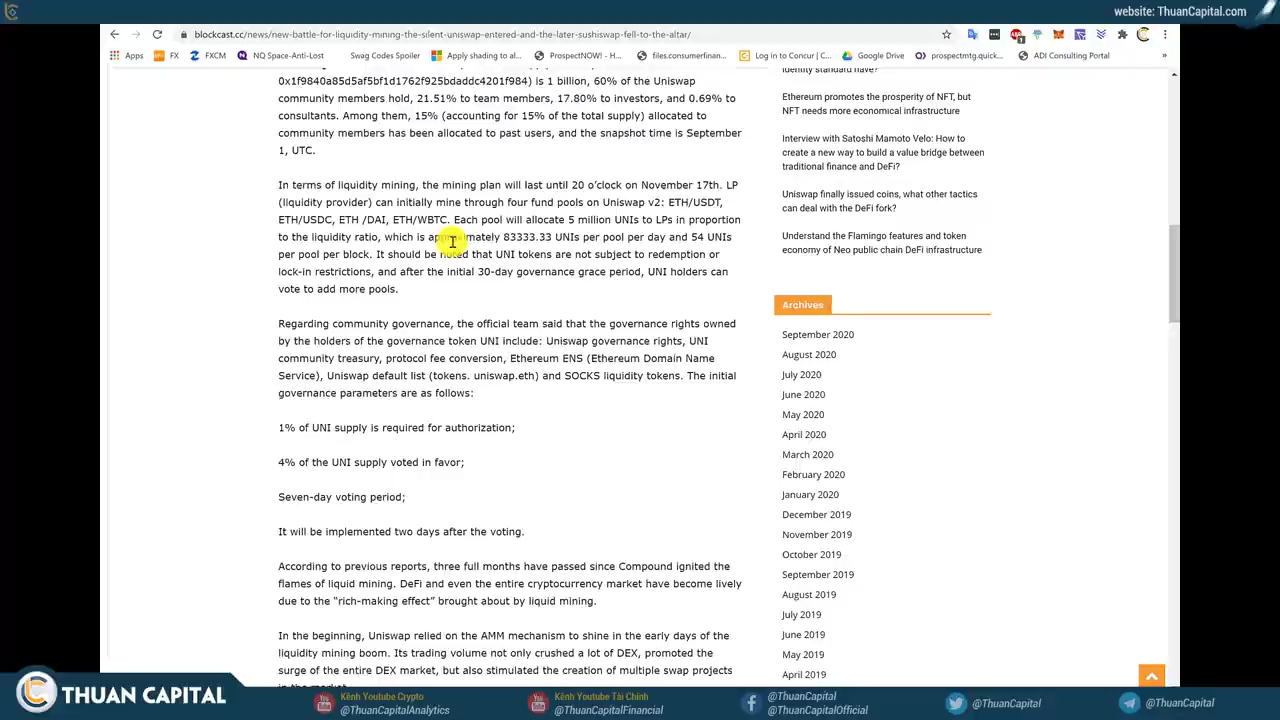 website: https://ThuanCapital.com
blockcast.cc/news/new-battle-for-liquidity-mining-the-silent-uniswap-entered-and-the-later-sushiswap-fell-to-the-altar/
Apps
FX
FXCM
NQ Space-Anti-Lost
Swag Codes Spoiler
Apply shading to al...
ProspectNOW! - H...
files.consumerfinan...
Log in to Concur | C...
Google Drive
prospectmtg.quick...
ADI Consulting Portal
»
0x1f9840a85d5af5bf1d1762f925bdaddc4201f984) is 1 billion, 60% of the Uniswap
community members hold, 21.51% to team members, 17.80% to investors, and 0.69% to
consultants. Among them, 15% (accounting for 15% of the total supply) allocated to
community members has been allocated to past users, and the snapshot time is September
1, UTC.
In terms of liquidity mining, the mining plan will last until 20 o'clock on November 17th. LP
(liquidity provider) can initially mine through four fund pools on Uniswap v2: ETH/USDT,
ETH/USDC, ETH /DAI, ETH/WBTC. Each pool will allocate 5 million UNIs to LPs in proportion
to the liquidity ratio, which is approximately 83333.33 UNIs per pool per day and 54 UNIs
per pool per block. It should be noted that UNI tokens are not subject to redemption or
lock-in restrictions, and after the initial 30-day governance grace period, UNI holders can
vote to add more pools.
Regarding community governance, the official team said that the governance rights owned
by the holders of the governance token UNI include: Uniswap governance rights, UNI
community treasury, protocol fee conversion, Ethereum ENS (Ethereum Domain Name
Service), Uniswap default list (tokens. uniswap.eth) and SOCKS liquidity tokens. The initial
governance parameters are as follows:
1% of UNI supply is required for authorization;
4% of the UNI supply voted in favor;
Seven-day voting period;
It will be implemented two days after the voting.
According to previous reports, three full months have passed since Compound ignited the
flames of liquid mining. DeFi and even the entire cryptocurrency market have become lively
due to the "rich-making effect" brought about by liquid mining.
In the beginning, Uniswap relied on the AMM mechanism to shine in the early days of the
liquidity mining boom. Its trading volume not only crushed a lot of DEX, promoted the
surge of the entire DEX market, but also stimulated the creation of multiple swap projects
in the market.
identity standard have?
Ethereum promotes the prosperity of NFT, but
NFT needs more economical infrastructure
Interview with Satoshi Mamoto Velo: How to
create a new way to build a value bridge between
traditional finance and DeFi?
Uniswap finally issued coins, what other tactics
can deal with the DeFi fork?
Understand the Flamingo features and token
economy of Neo public chain DeFi infrastructure
Archives
September 2020
August 2020
July 2020
June 2020
May 2020
April 2020
March 2020
February 2020
January 2020
December 2019
November 2019
October 2019
September 2019
August 2019
July 2019
June 2019
May 2019
April 2019
THUAN CAPITAL
Kênh Youtube Crypto
@ThuanCapitalAnalytics
Kênh Youtube Tài Chính
@ThuanCapitalFinancial
@ThuanCapital
@ThuanCapitalOfficial
@ThuanCapital
@ThuanCapital